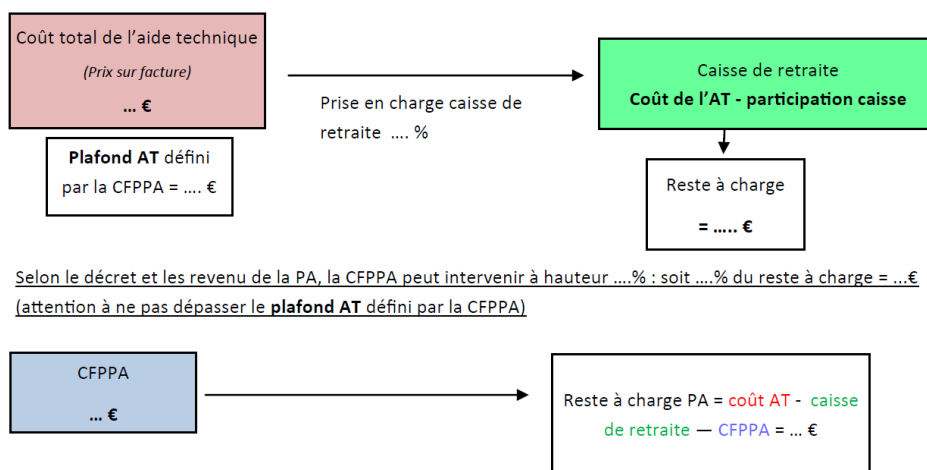 Coût total de l'aide technique
(Prix sur facture)
... €
Plafond AT défini
par la CFPPA = .... €
Prise en charge caisse de
retraite .... %
Caisse de retraite
Coût de l'AT - participation caisse
Reste à charge
= ..... €
Selon le décret et les revenu de la PA, la CFPPA peut intervenir à hauteur ....% : soit ....% du reste à charge = ...€
(attention à ne pas dépasser le plafond AT défini par la CFPPA)
CFPPA
... €
Reste à charge PA = coût AT - caisse
de retraite — CFPPA = ... €